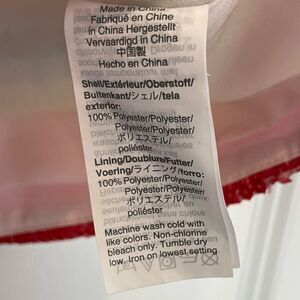 Made in China
Fabriqué en Chine
in China Hergestellt
Vervaardigd in China
中国製
Hecho en China
Shell/Extérieur/Oberstoff/
Buitenkant/シェル/tela
exterior:
100% Polyester/Polyester/
Polyester/Polyester/
ポリエステル/
poliéster
Lining/Doublure/Futter/
Voering/ライニング/forro:
100% Polyester/Polyester/
Polyester/Polyester/
ポリエステル/
poliéster
Machine wash cold with
like colors. Non-chlorine
bleach only. Tumble dry
low. Iron on lowest setting.